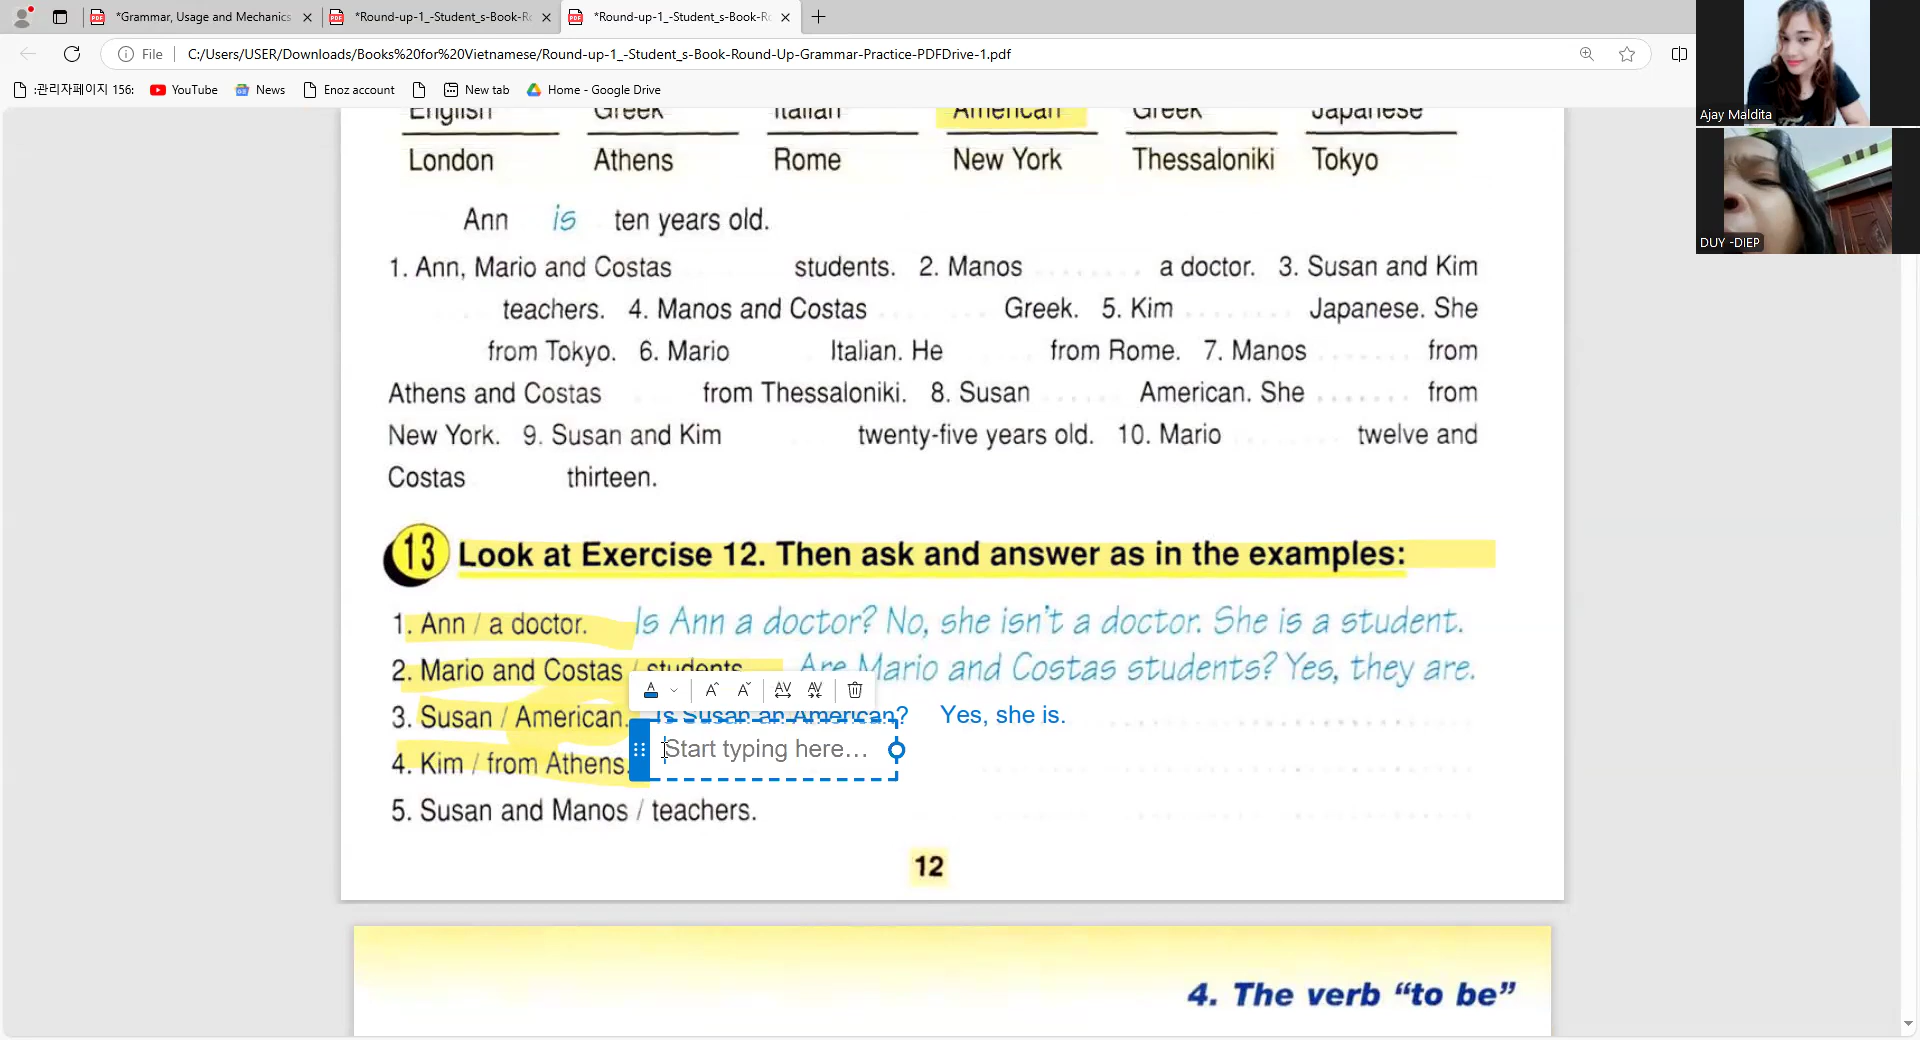 *Grammar, Usage and Mechanics
*Round-up-1_-Student_s-Book-R
*Round-up-1_-Student_s-Book-R
File
C:/Users/USER/Downloads/Books%20for%20Vietnamese/Round-up-1_-Student_s-Book-Round-Up-Grammar-Practice-PDFDrive-1.pdf
:관리자페이지 156:
YouTube
News
Enoz account
New tab
Home - Google Drive
Ajay Maldita
DUY -DIEP
English Greek Italian American Greek Japanese
London Athens Rome New York Thessaloniki Tokyo
Ann is ten years old.
1. Ann, Mario and Costas students. 2. Manos a doctor. 3. Susan and Kim
teachers. 4. Manos and Costas Greek. 5. Kim Japanese. She
from Tokyo. 6. Mario Italian. He from Rome. 7. Manos from
Athens and Costas from Thessaloniki. 8. Susan American. She from
New York. 9. Susan and Kim twenty-five years old. 10. Mario twelve and
Costas thirteen.
13 Look at Exercise 12. Then ask and answer as in the examples:
1. Ann / a doctor. Is Ann a doctor? No, she isn't a doctor. She is a student.
2. Mario and Costas / students. Are Mario and Costas students? Yes, they are.
3. Susan / American. Is Susan an American? Yes, she is.
4. Kim / from Athens. Start typing here...
5. Susan and Manos / teachers.
12
4. The verb "to be"